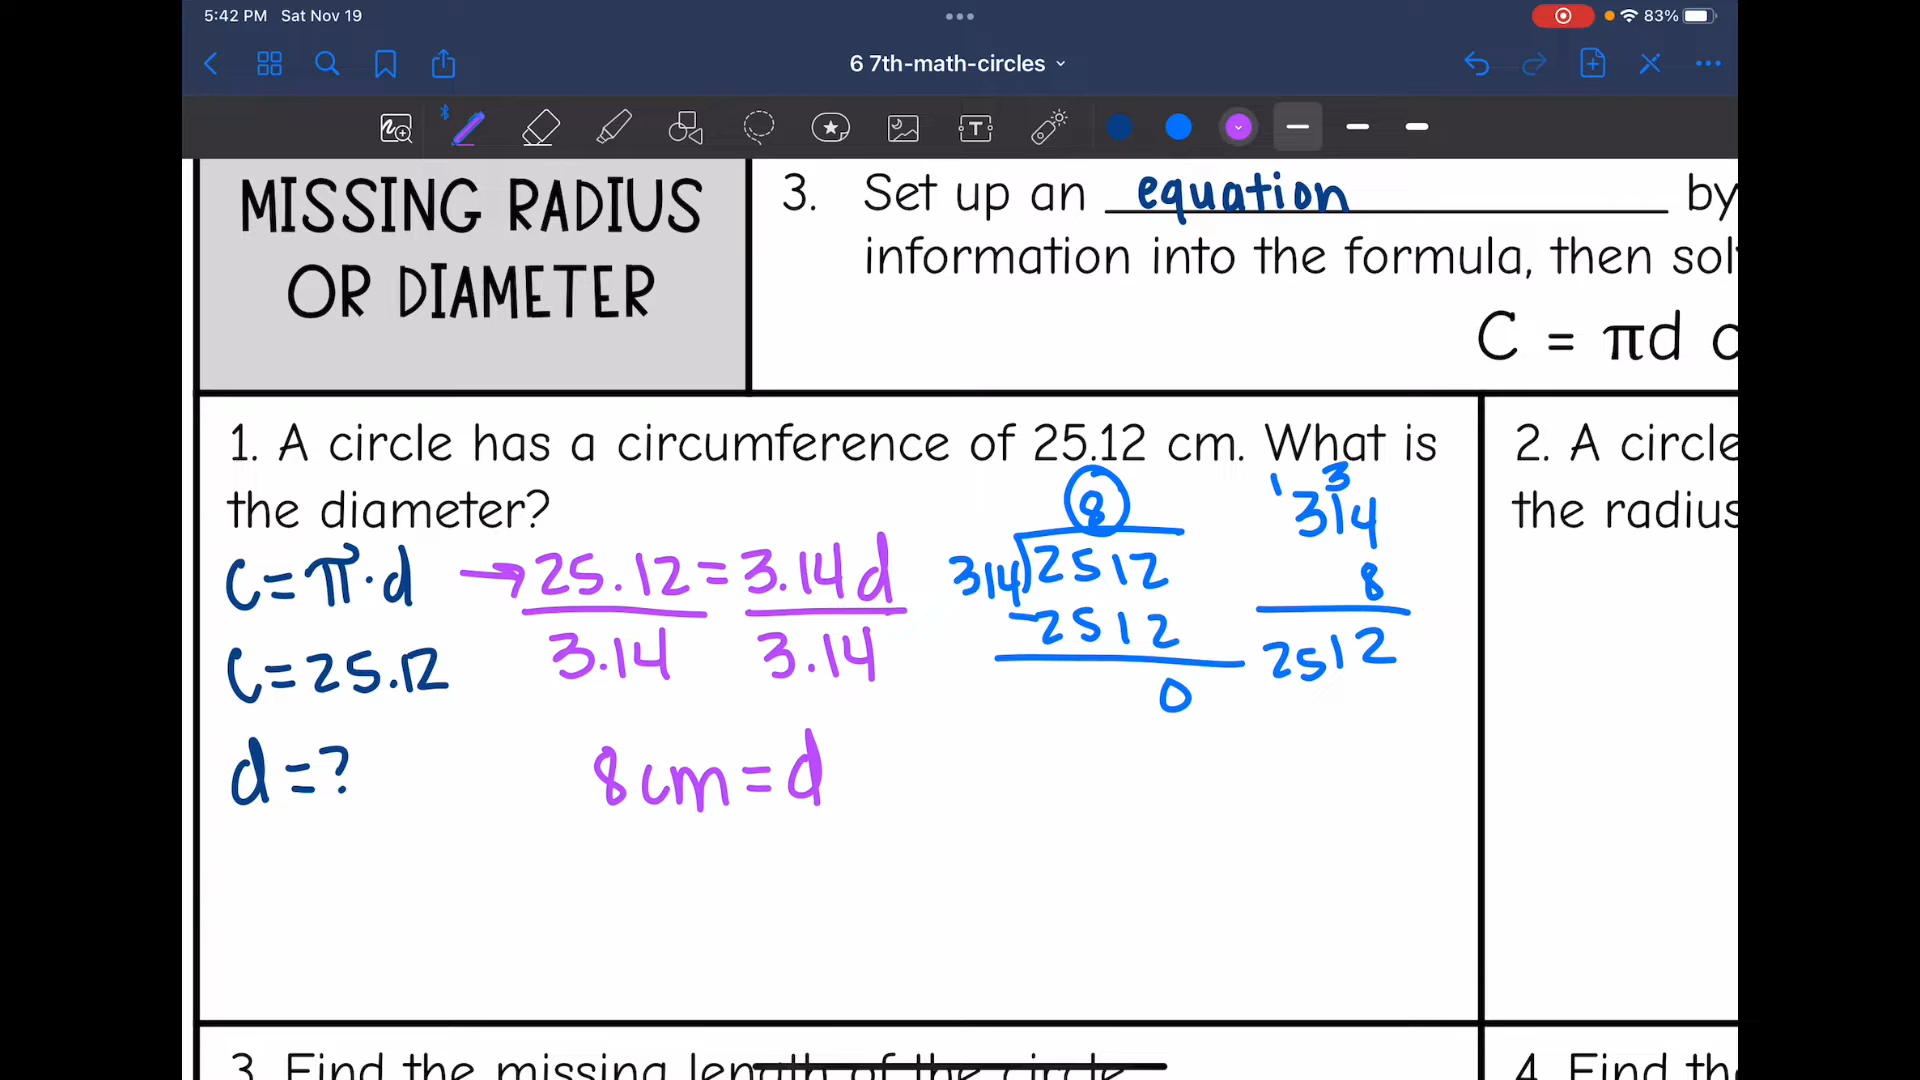 5:42 PM Sat Nov 19
83%
6 7th-math-circles
MISSING RADIUS
OR DIAMETER
3. Set up an equation by
information into the formula, then sol
C = πd
1. A circle has a circumference of 25.12 cm. What is
the diameter?
C = π · d
C = 25.12
d = ?
→ 25.12 = 3.14d
3.14 3.14
8 cm = d
8
314 2512
-2512
0
1 3
314
8
2512
2. A circle
the radius
3. Find the missing length of the circle
4. Find th